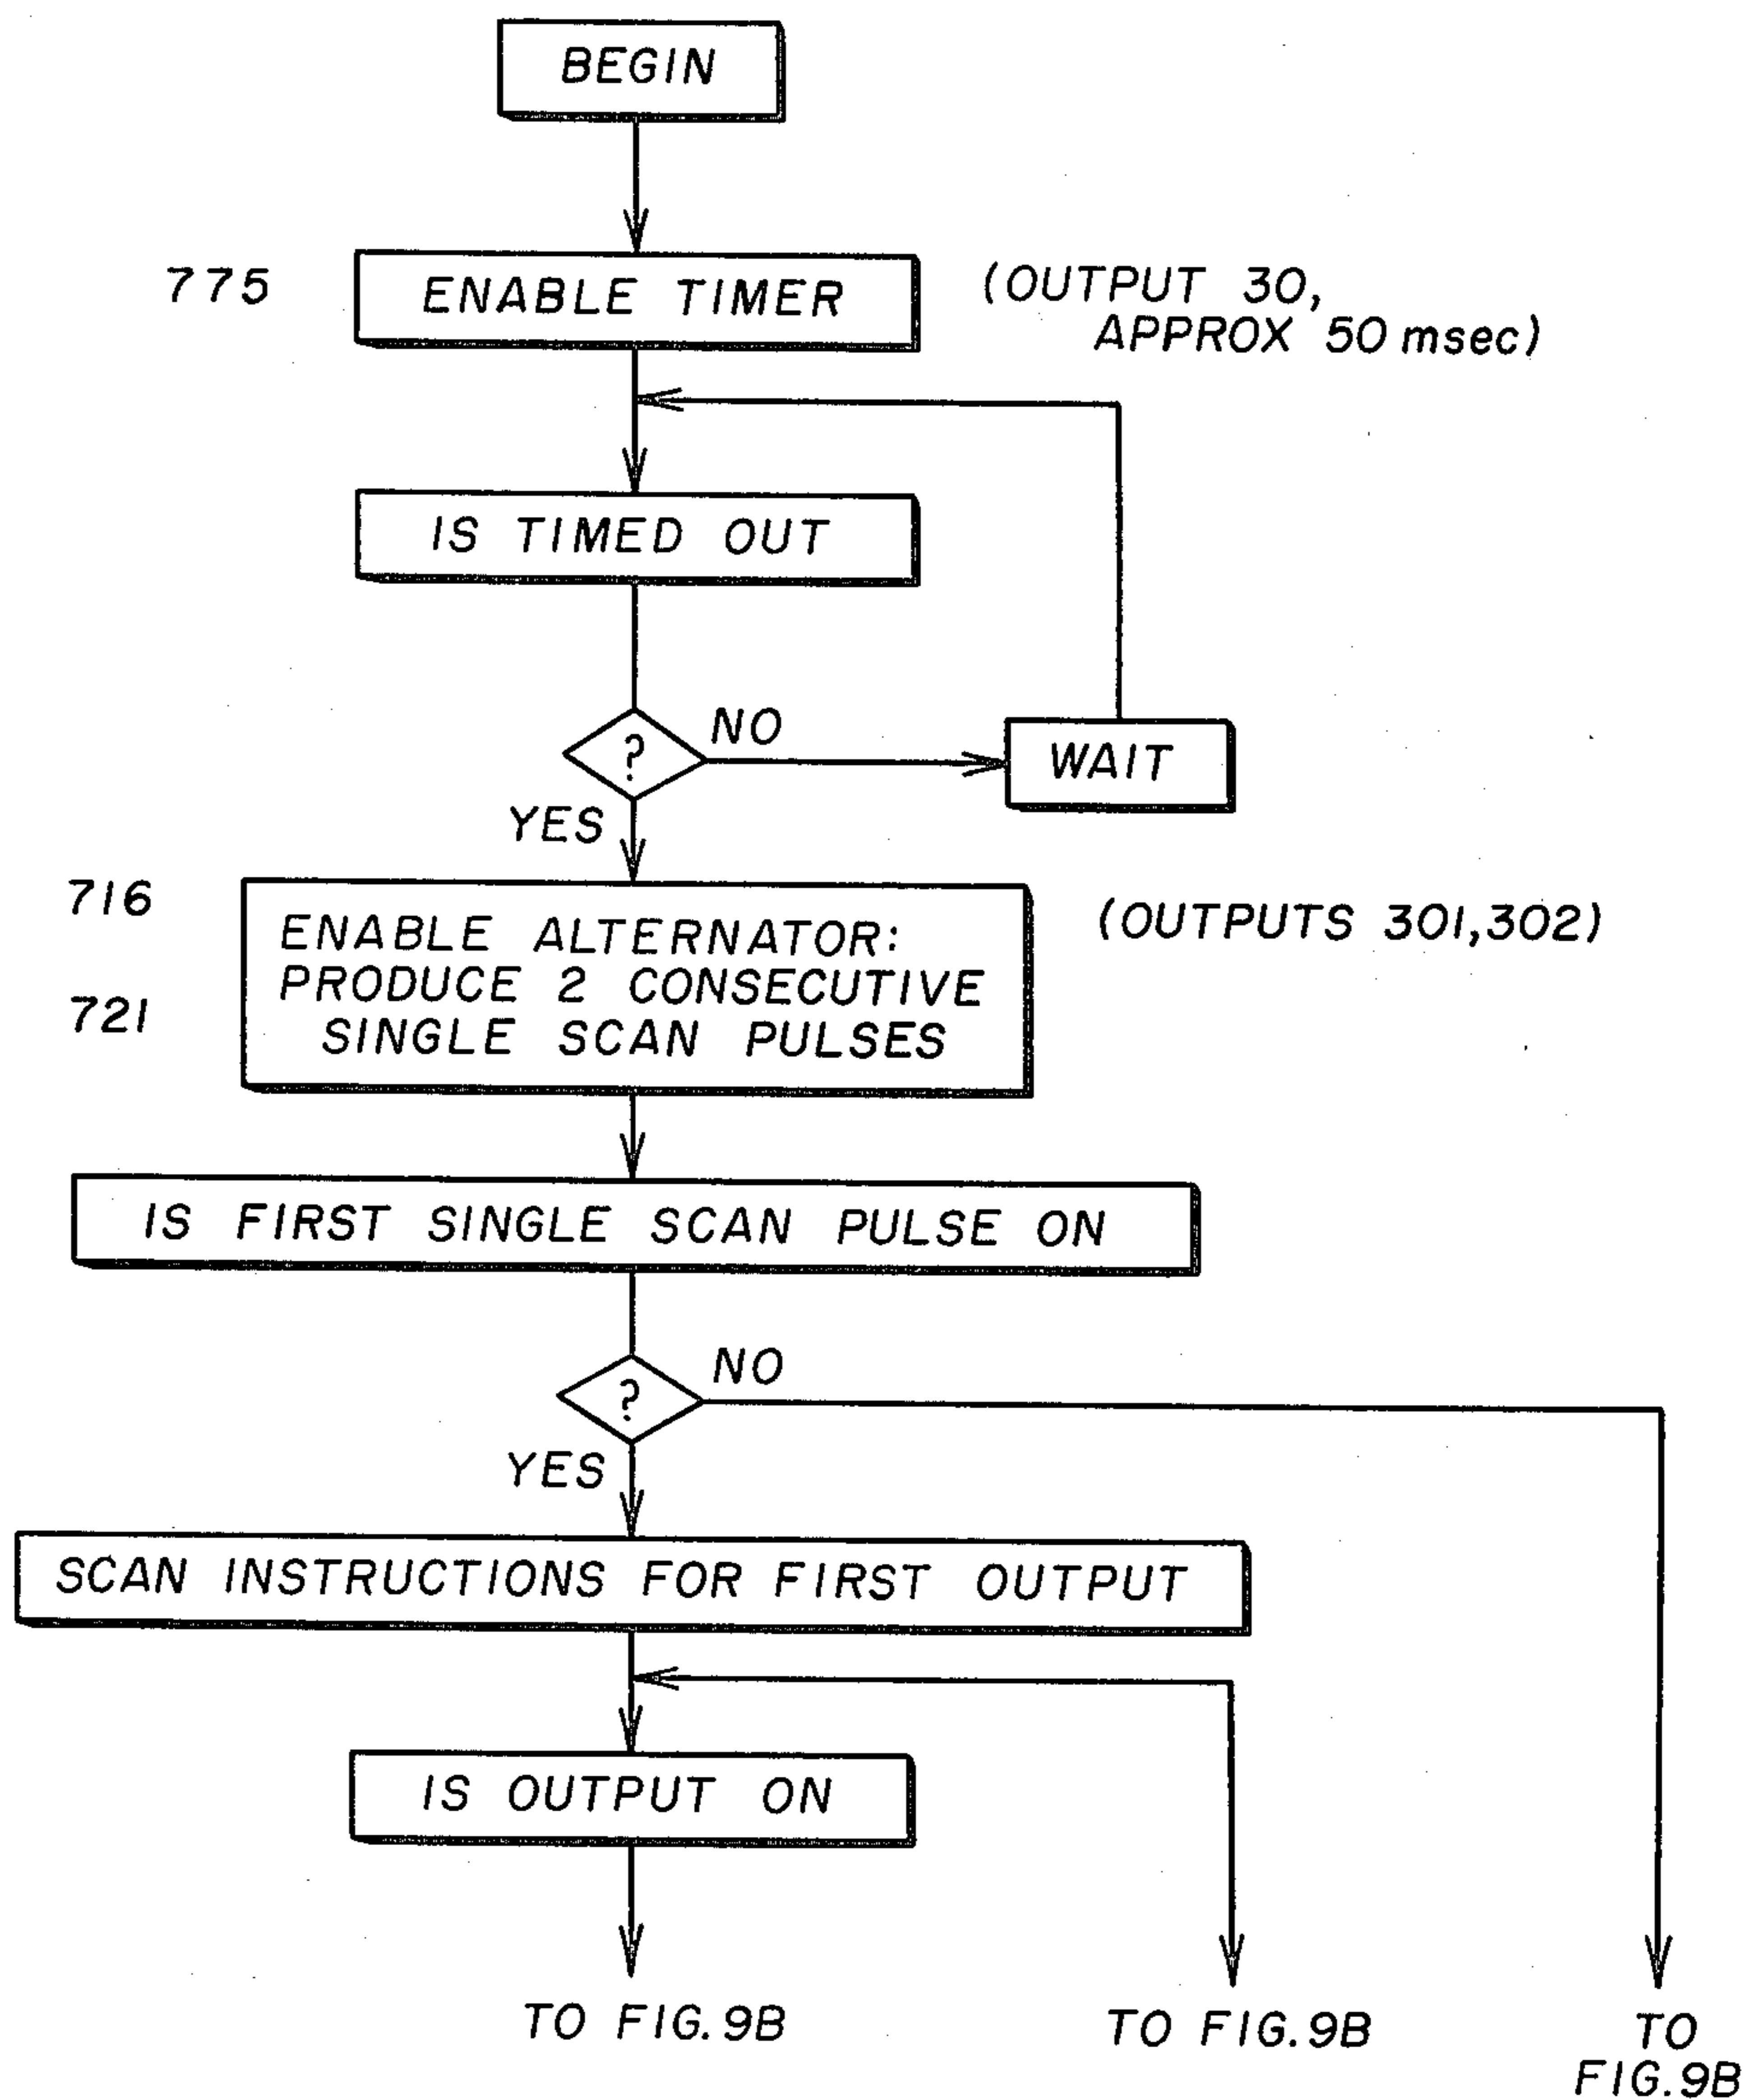 BEGIN
775
ENABLE TIMER
(OUTPUT 30,
APPROX 50 msec)
IS TIMED OUT
?
NO
WAIT
YES
716
721
ENABLE ALTERNATOR:
PRODUCE 2 CONSECUTIVE
SINGLE SCAN PULSES
(OUTPUTS 301,302)
IS FIRST SINGLE SCAN PULSE ON
?
NO
YES
SCAN INSTRUCTIONS FOR FIRST OUTPUT
IS OUTPUT ON
TO FIG.9B
TO FIG.9B
TO
FIG.9B